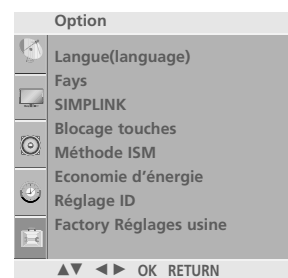 Option
Langue(language)
Fays
SIMPLINK
Blocage touches
Méthode ISM
Economie d'énergie
Réglage ID
Factory Réglages usine
▲▼ ◄► OK RETURN